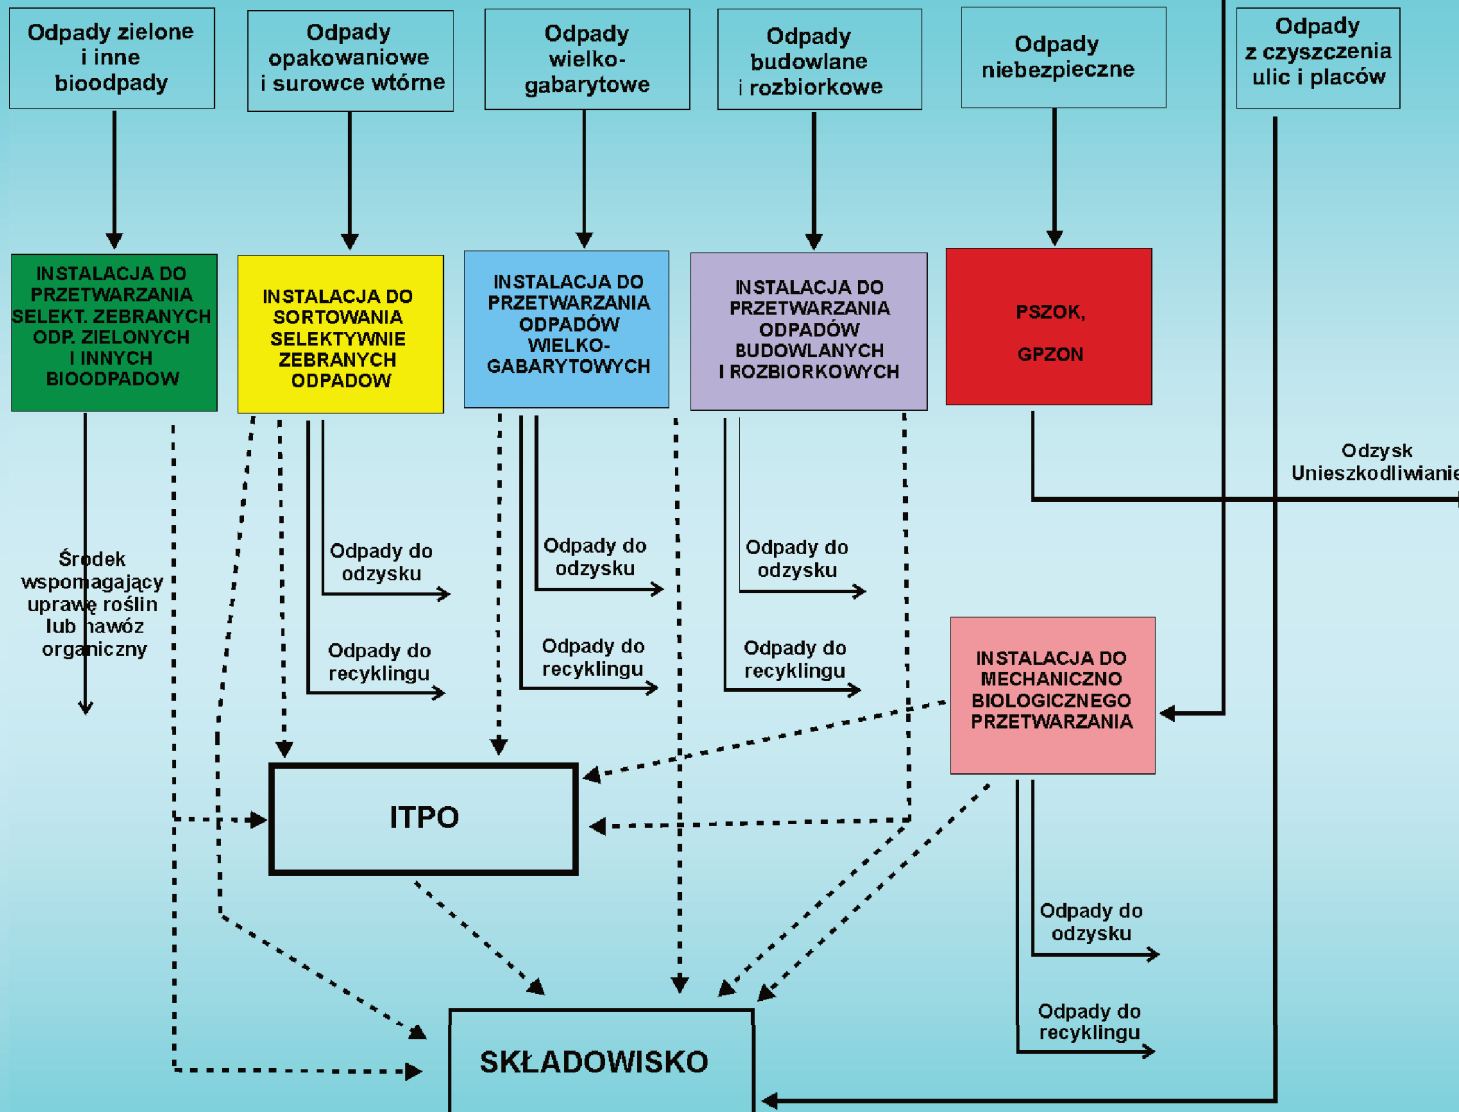 Odpady zielone
i inne
bioodpady
Odpady
opakowaniowe
i surowce wtórne
Odpady
wielko-
gabarytowe
Odpady
budowlane
i rozbiorkowe
Odpady
niebezpieczne
Odpady
z czyszczenia
ulic i placów
INSTALACJA DO
PRZETWARZANIA
SELEKT. ZEBRANYCH
ODP. ZIELONYCH
I INNYCH
BIOODPADOW
INSTALACJA DO
SORTOWANIA
SELEKTYWNIE
ZEBRANYCH
ODPADOW
INSTALACJA DO
PRZETWARZANIA
ODPADÓW
WIELKO-
GABARYTOWYCH
INSTALACJA DO
PRZETWARZANIA
ODPADÓW
BUDOWLANYCH
I ROZBIORKOWYCH
PSZOK,
GPZON
Odzysk
Unieszkodliwianie
Środek
wspomagający
uprawę roślin
lub nawóz
organiczny
Odpady do
odzysku
Odpady do
recyklingu
Odpady do
odzysku
Odpady do
recyklingu
Odpady do
odzysku
Odpady do
recyklingu
INSTALACJA DO
MECHANICZNO
BIOLOGICZNEGO
PRZETWARZANIA
ITPO
Odpady do
odzysku
Odpady do
recyklingu
SKŁADOWISKO